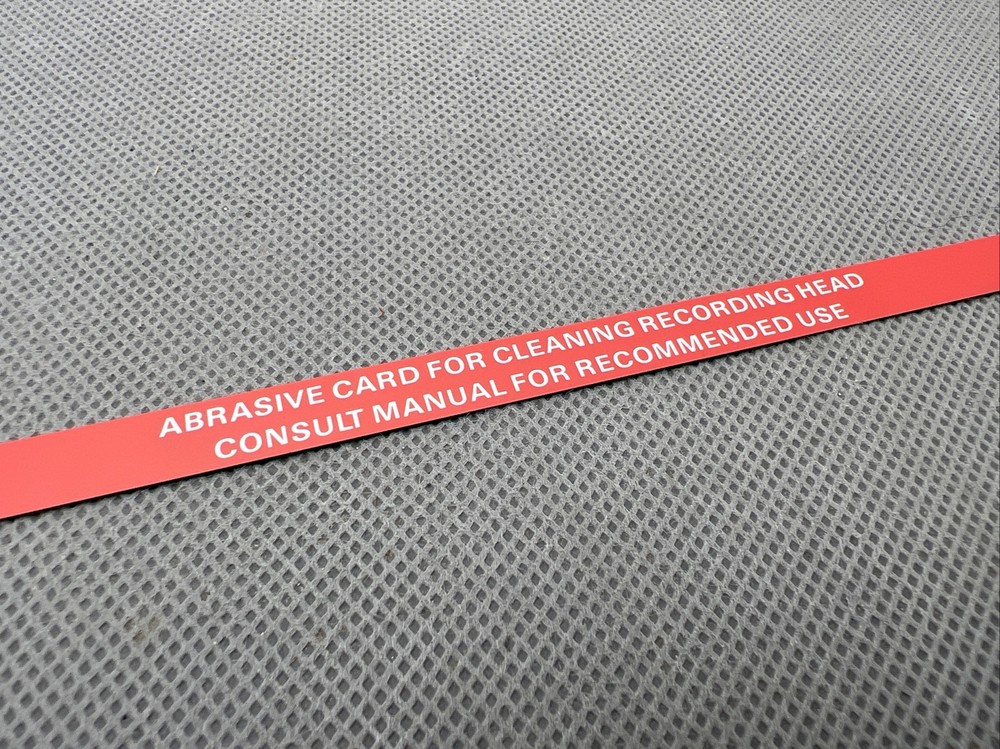 ABRASIVE CARD FOR CLEANING RECORDING HEAD
CONSULT MANUAL FOR RECOMMENDED USE